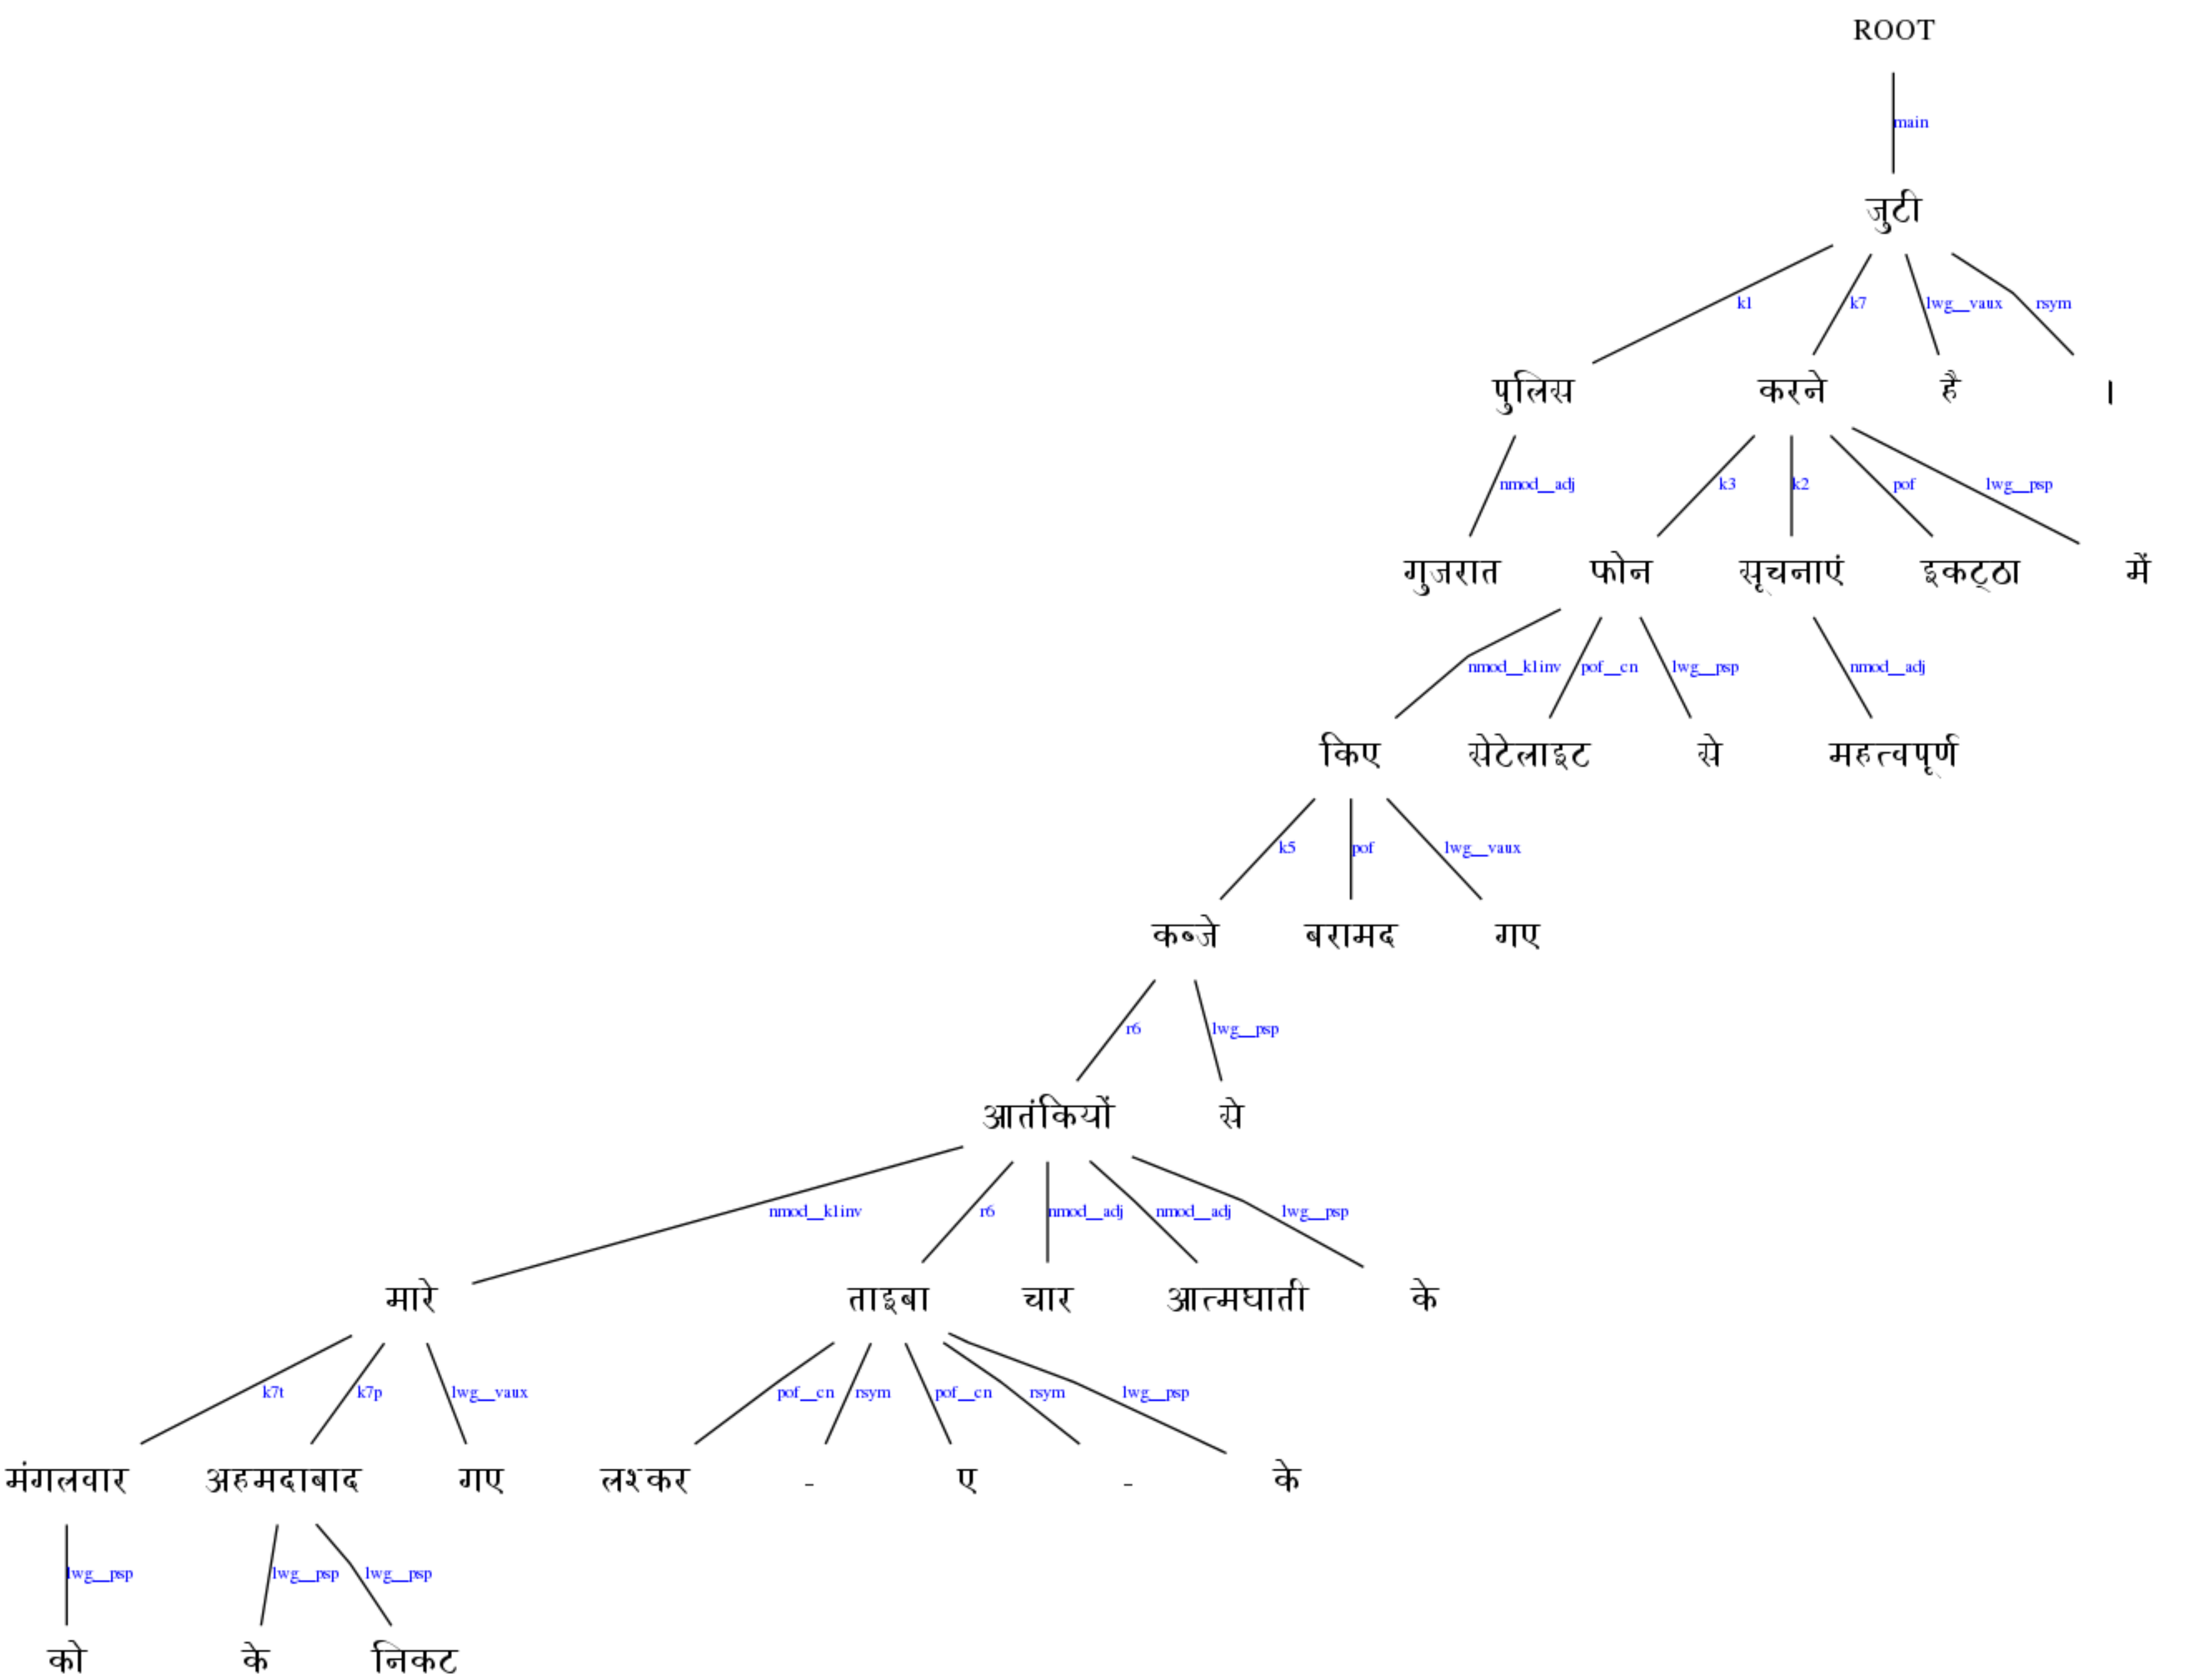 ROOT
main
जुटी
k1 k7 lwg__vaux rsym
पुलिस करने है ।
nmod__adj k3 k2 pof lwg__psp
गुजरात फोन सूचनाएं इकट्ठा में
nmod__k1inv pof__cn lwg__psp nmod__adj
किए सेटेलाइट से महत्वपूर्ण
k5 pof lwg__vaux
कब्जे बरामद गए
r6 lwg__psp
आतंकियों से
nmod__k1inv r6 nmod__adj nmod__adj lwg__psp
मारे ताइबा चार आत्मघाती के
k7t k7p lwg__vaux pof__cn rsym pof__cn rsym lwg__psp
मंगलवार अहमदाबाद गए लश्कर - ए - के
lwg__psp lwg__psp lwg__psp
को के निकट